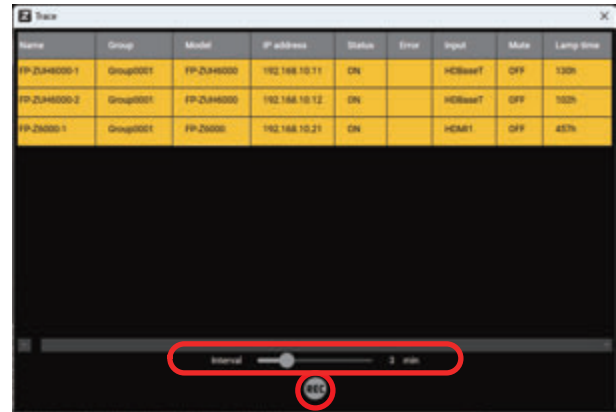 Z Trace
Name Group Model IP address Status Error Input Mute Lamp time
FP-ZUH6000-1 Group0001 FP-ZUH6000 192.168.10.11 ON HDBaseT OFF 130h
FP-ZUH6000-2 Group0001 FP-ZUH6000 192.168.10.12 ON HDBaseT OFF 102h
FP-Z6000-1 Group0001 FP-Z6000 192.168.10.21 ON HDMI1 OFF 457h
Interval 3 min
REC